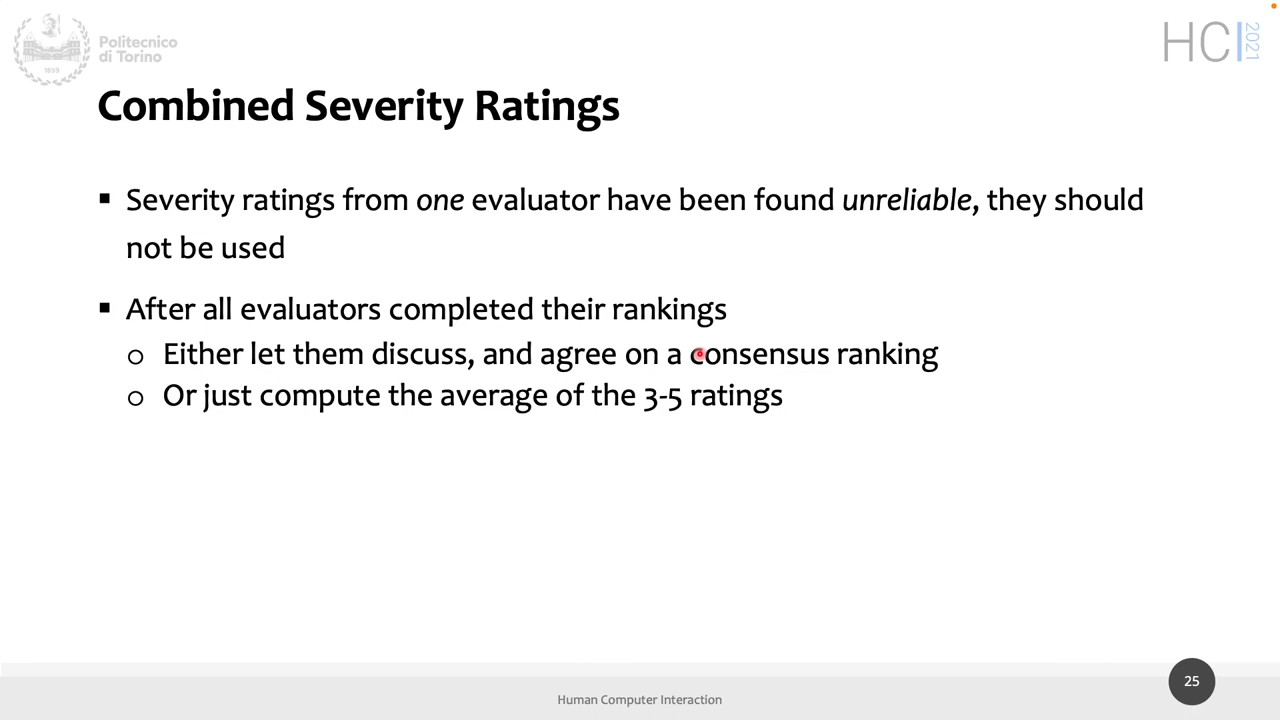 Politecnico
di Torino
1859
HCI 2021
Combined Severity Ratings
▪ Severity ratings from one evaluator have been found unreliable, they should
not be used
▪ After all evaluators completed their rankings
o Either let them discuss, and agree on a consensus ranking
o Or just compute the average of the 3-5 ratings
Human Computer Interaction
25